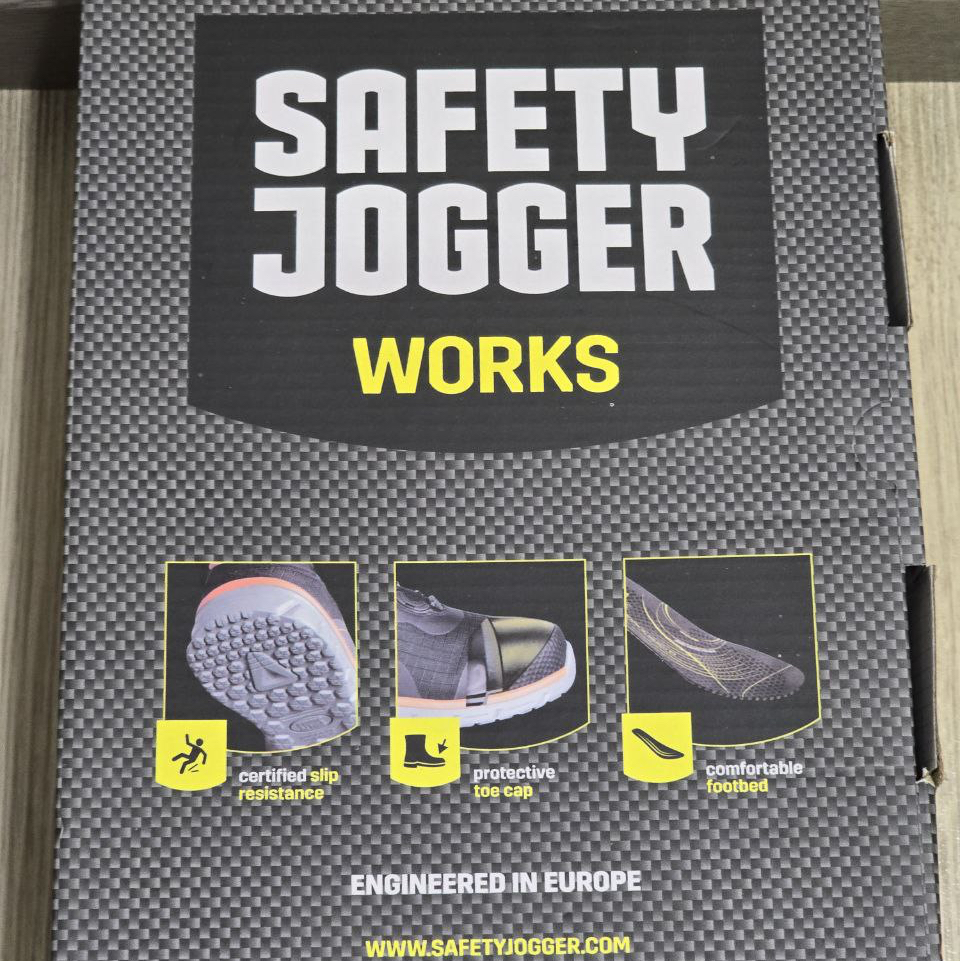 SAFETY
JOGGER
WORKS
certified slip
resistance
protective
toe cap
comfortable
footbed
ENGINEERED IN EUROPE
WWW.SAFETYJOGGER.COM